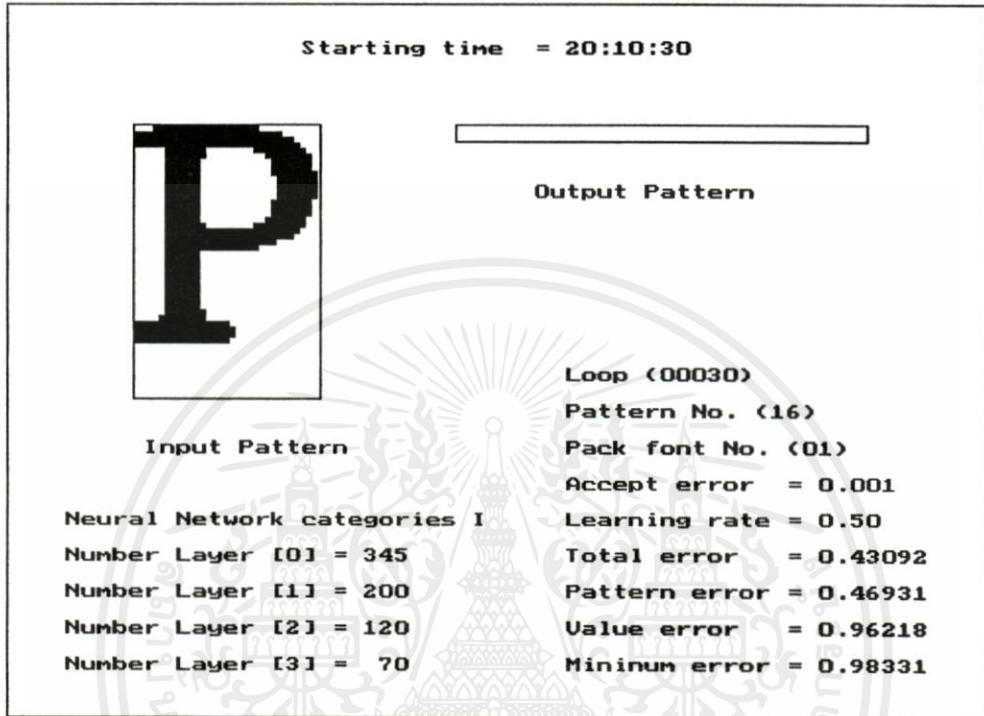 Starting time = 20:10:30
P
Output Pattern
Input Pattern
Neural Network categories I
Number Layer [0] = 345
Number Layer [1] = 200
Number Layer [2] = 120
Number Layer [3] = 70
Loop (00030)
Pattern No. (16)
Pack font No. (01)
Accept error = 0.001
Learning rate = 0.50
Total error = 0.43092
Pattern error = 0.46931
Value error = 0.96218
Mininum error = 0.98331